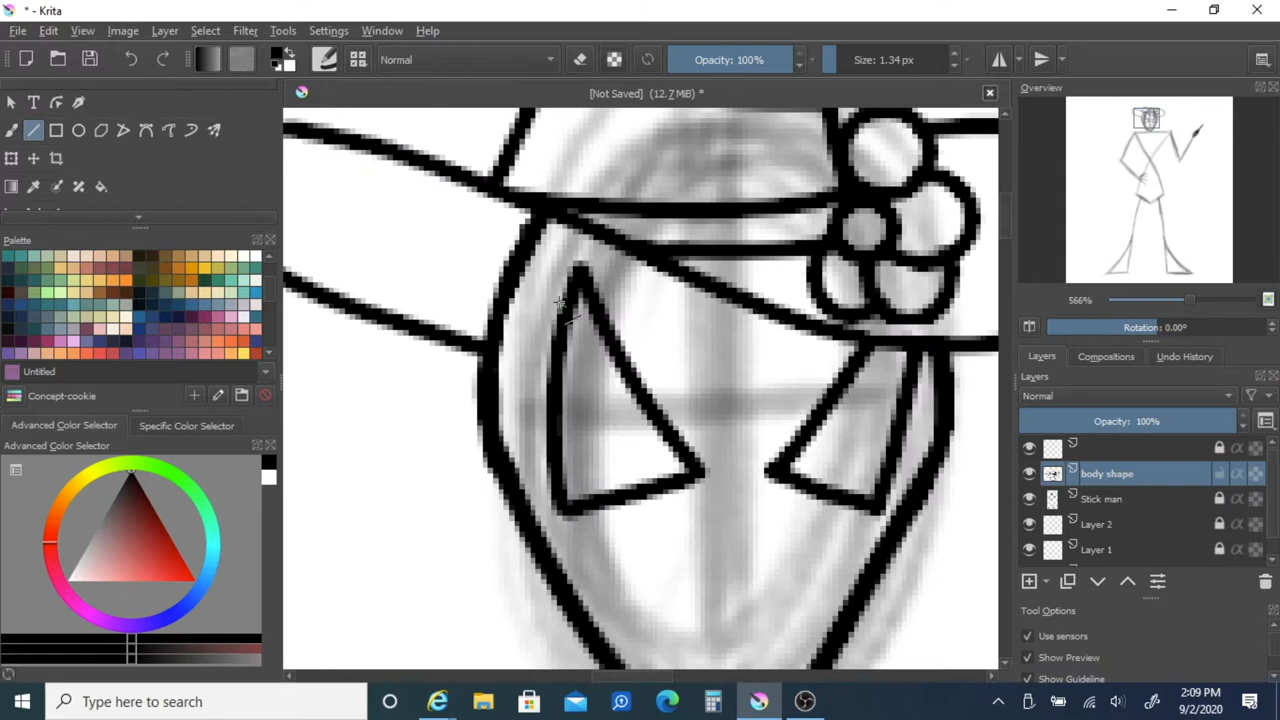 * - Krita
File Edit View Image Layer Select Filter Tools Settings Window Help
Normal
Opacity: 100%
Size: 1.34 px
[Not Saved] (12.7 MiB) *
Overview
566%
Rotation: 0.00°
Palette
Untitled
Concept-cookie
Advanced Color Selector
Specific Color Selector
Advanced Color Selector
Layers Compositions Undo History
Layers
Normal
Opacity: 100%
body shape
Stick man
Layer 2
Layer 1
Tool Options
Use sensors
Show Preview
Show Guideline
Type here to search
2:09 PM
9/2/2020